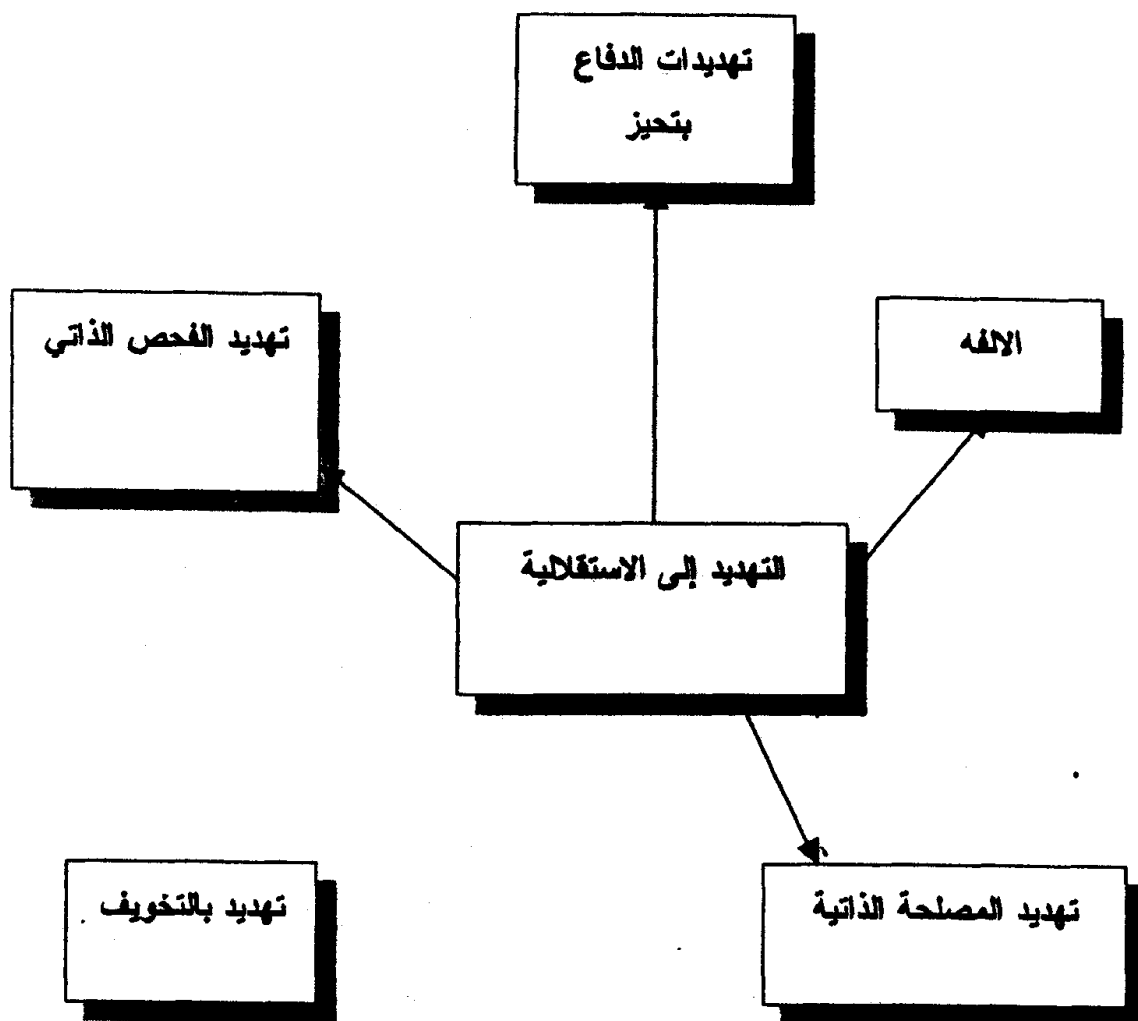 تهديدات الدفاع
بتحيز
الالفه
تهديد الفحص الذاتي
التهديد إلى الاستقلالية
تهديد المصلحة الذاتية
تهديد بالتخويف